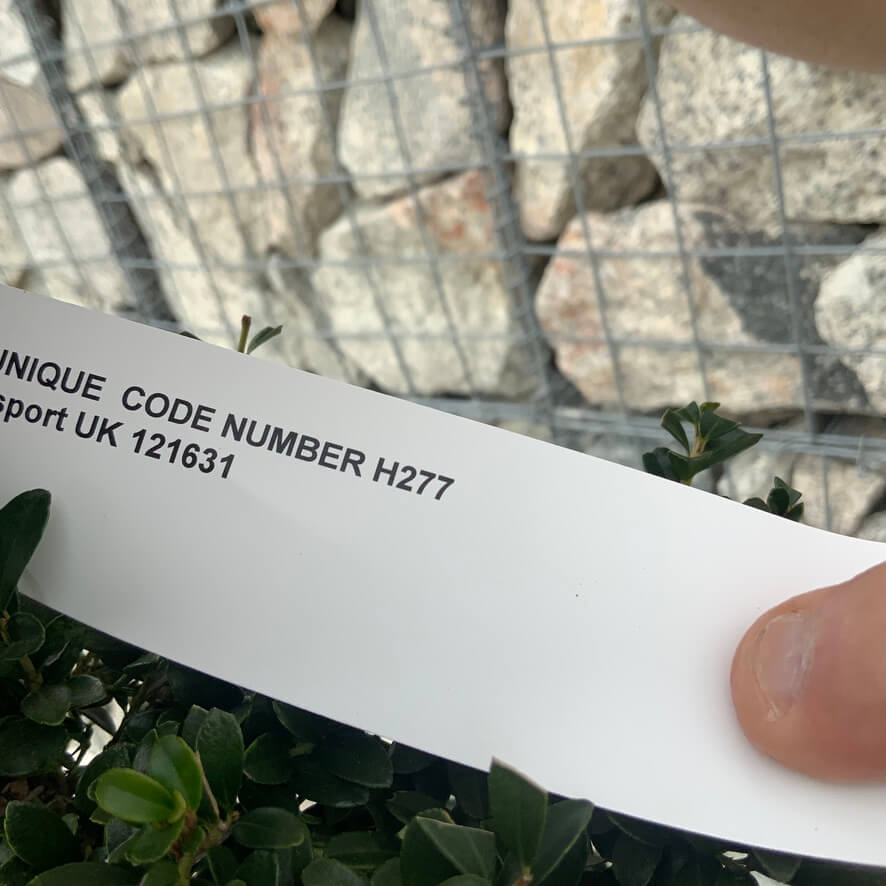 UNIQUE CODE NUMBER H277
sport UK 121631